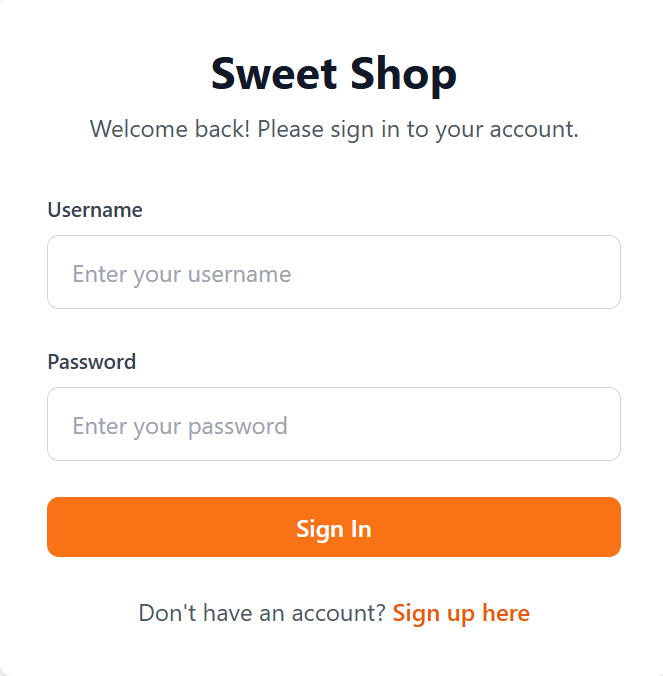 Sweet Shop
Welcome back! Please sign in to your account.
Username
Enter your username
Password
Enter your password
Sign In
Don't have an account? Sign up here